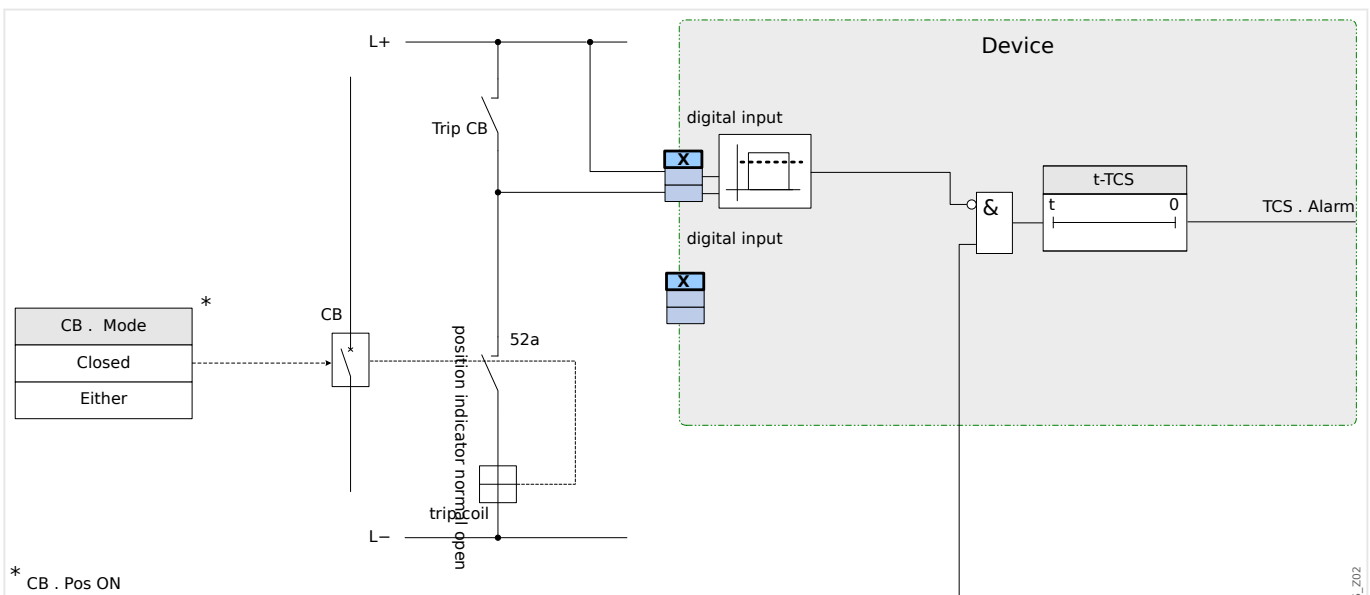 L+
Device
digital input
Trip CB
X
&
t-TCS
t 0
TCS . Alarm
digital input
X
*
CB . Mode
Closed
Either
CB
52a
position indicator normal open
trip coil
L−
* CB . Pos ON
_Z02